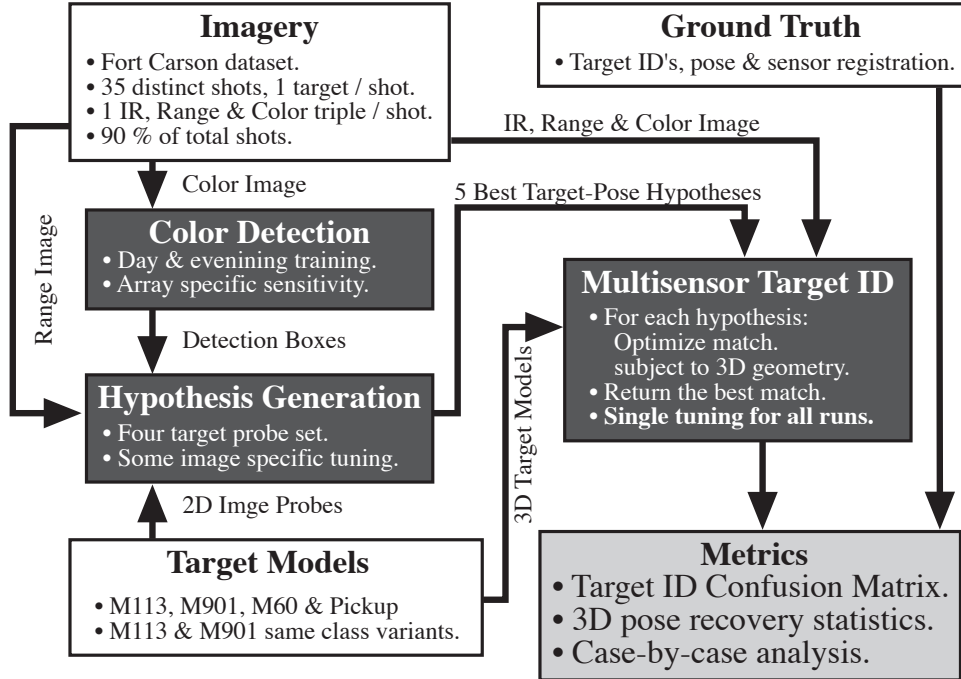 Imagery
• Fort Carson dataset.
• 35 distinct shots, 1 target / shot.
• 1 IR, Range & Color triple / shot.
• 90 % of total shots.
Ground Truth
• Target ID's, pose & sensor registration.
IR, Range & Color Image
Color Image
5 Best Target-Pose Hypotheses
Range Image
Color Detection
• Day & evenining training.
• Array specific sensitivity.
Detection Boxes
Multisensor Target ID
• For each hypothesis:
Optimize match.
subject to 3D geometry.
• Return the best match.
• Single tuning for all runs.
Hypothesis Generation
• Four target probe set.
• Some image specific tuning.
3D Target Models
2D Imge Probes
Target Models
• M113, M901, M60 & Pickup
• M113 & M901 same class variants.
Metrics
• Target ID Confusion Matrix.
• 3D pose recovery statistics.
• Case-by-case analysis.